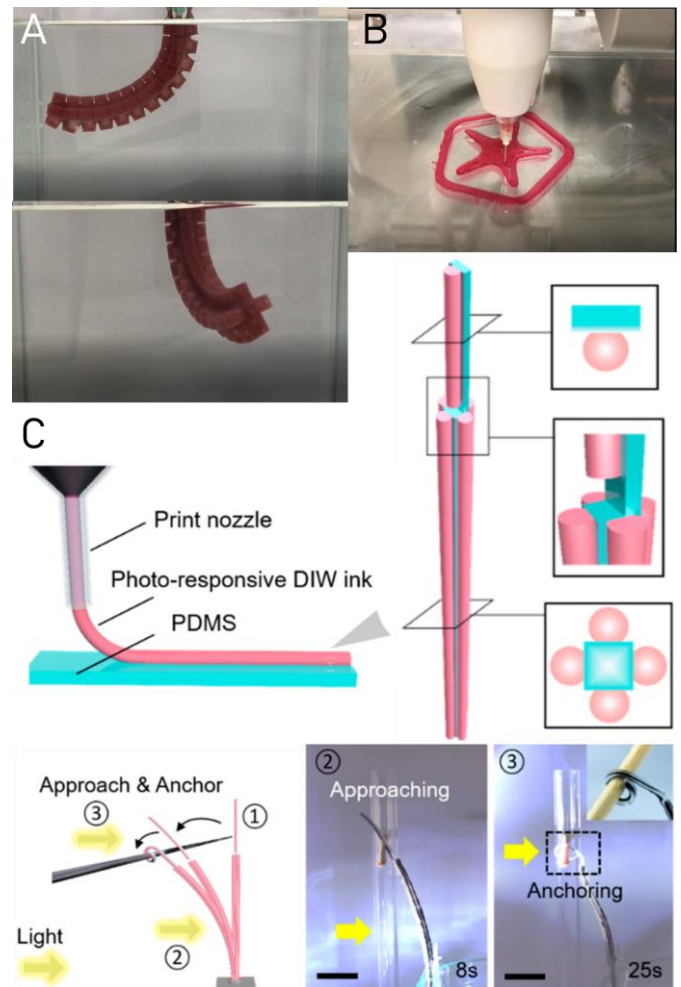 A
B
C
Print nozzle
Photo-responsive DIW ink
PDMS
Approach & Anchor
③
①
②
Light
②
Approaching
8s
③
Anchoring
25s